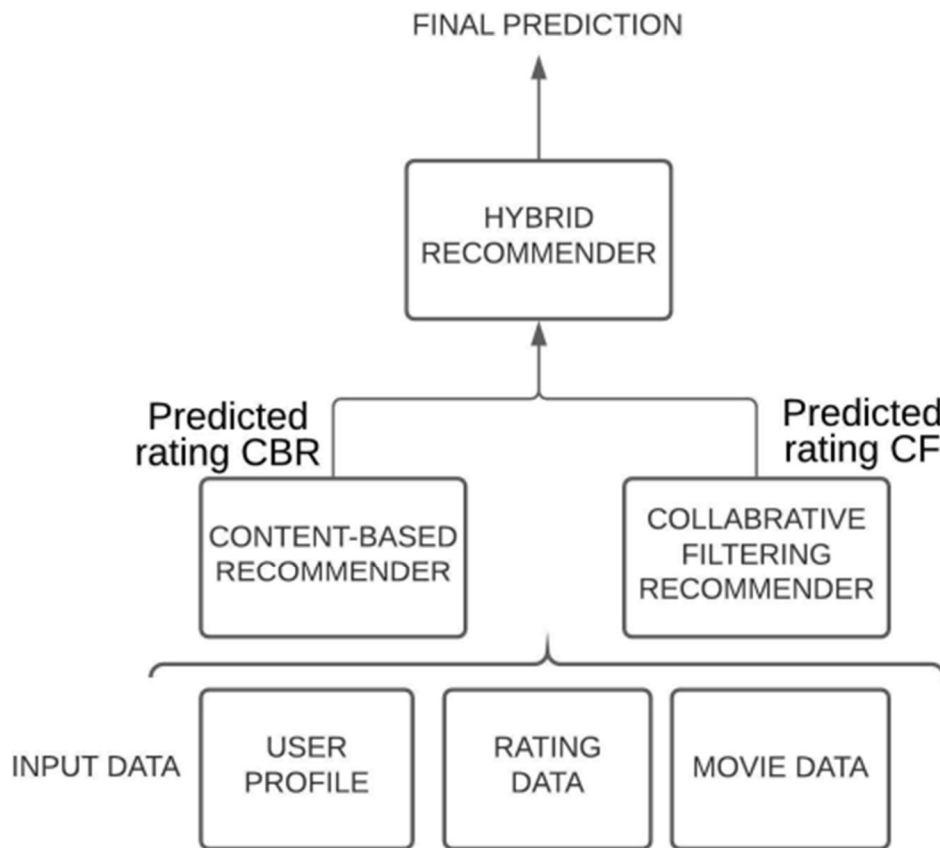 FINAL PREDICTION
HYBRID
RECOMMENDER
Predicted
rating CBR
Predicted
rating CF
CONTENT-BASED
RECOMMENDER
COLLABRATIVE
FILTERING
RECOMMENDER
INPUT DATA
USER
PROFILE
RATING
DATA
MOVIE DATA